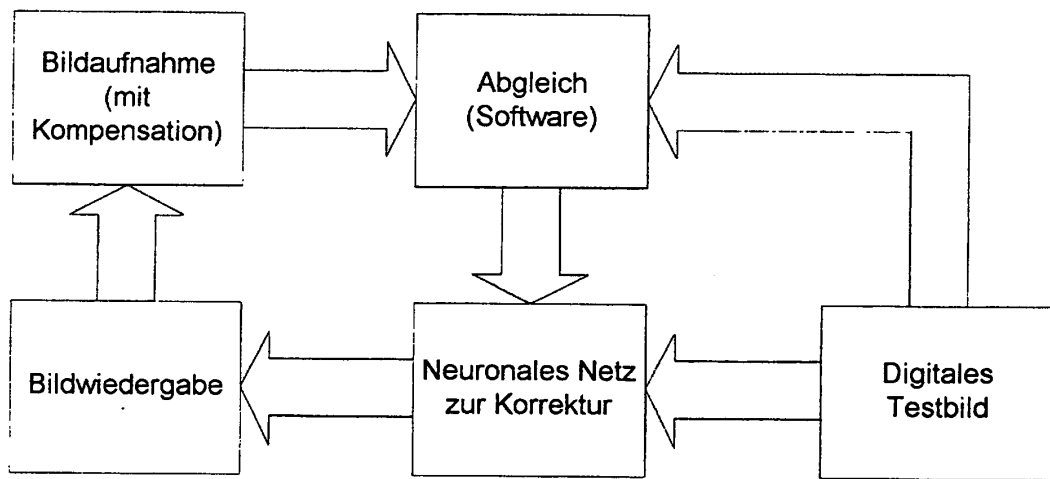 Bildaufnahme
(mit
Kompensation)
Abgleich
(Software)
Bildwiedergabe
Neuronales Netz
zur Korrektur
Digitales
Testbild